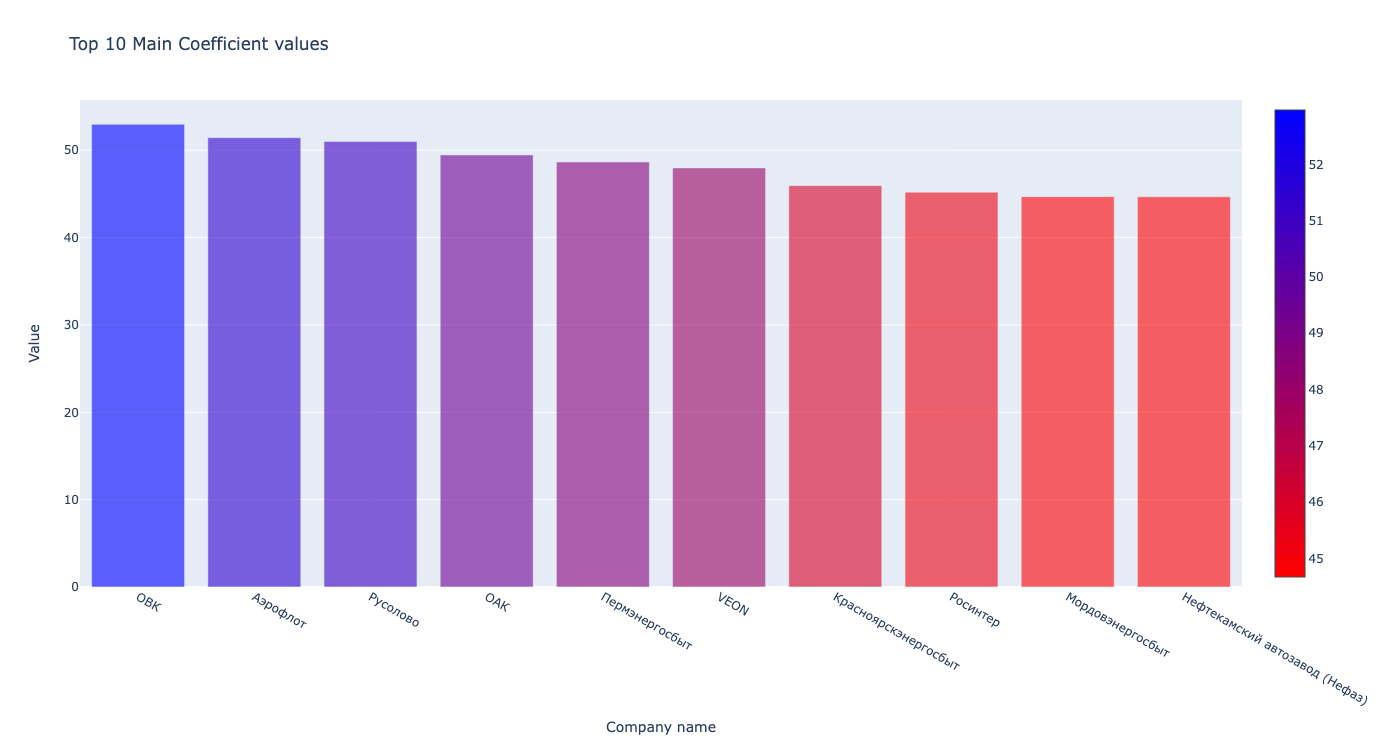 Top 10 Main Coefficient values
Value
50
40
30
20
10
0
ОВК
Аэрофлот
Русолово
ОАК
Пермэнергосбыт
VEON
Красноярскэнергосбыт
Росинтер
Мордовэнергосбыт
Нефтекамский автозавод (Нефаз)
Company name
52
51
50
49
48
47
46
45